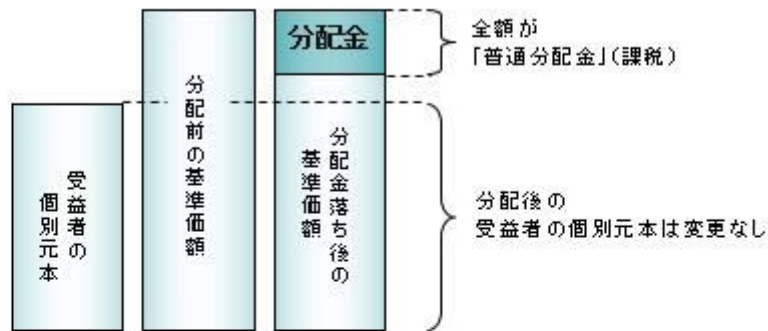 分配金
全額が
「普通分配金」(課税)
受益者の
個別元本
分配前の基準価額
分配金落ち後の
基準価額
分配後の
受益者の個別元本は変更なし